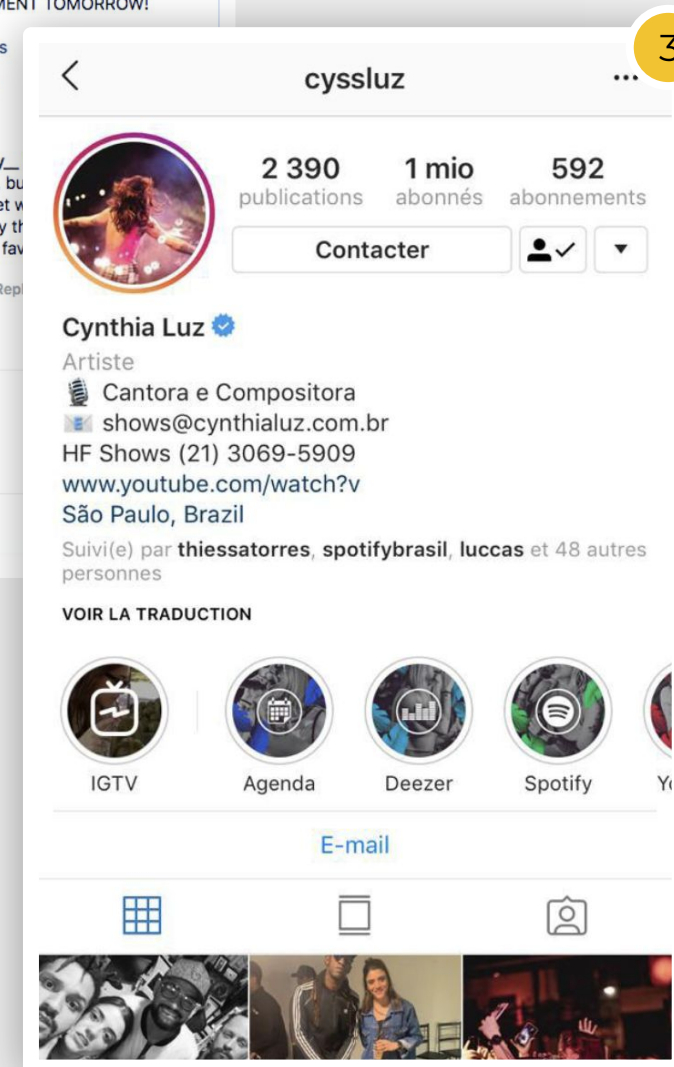 MENT TOMORROW!
s
cyssluz
3
2 390 1 mio 592
publications abonnés abonnements
Contacter
Cynthia Luz
Artiste
Cantora e Compositora
shows@cynthialuz.com.br
HF Shows (21) 3069-5909
www.youtube.com/watch?v
São Paulo, Brazil
Suivi(e) par thiessatorres, spotifybrasil, luccas et 48 autres
personnes
VOIR LA TRADUCTION
IGTV Agenda Deezer Spotify
E-mail